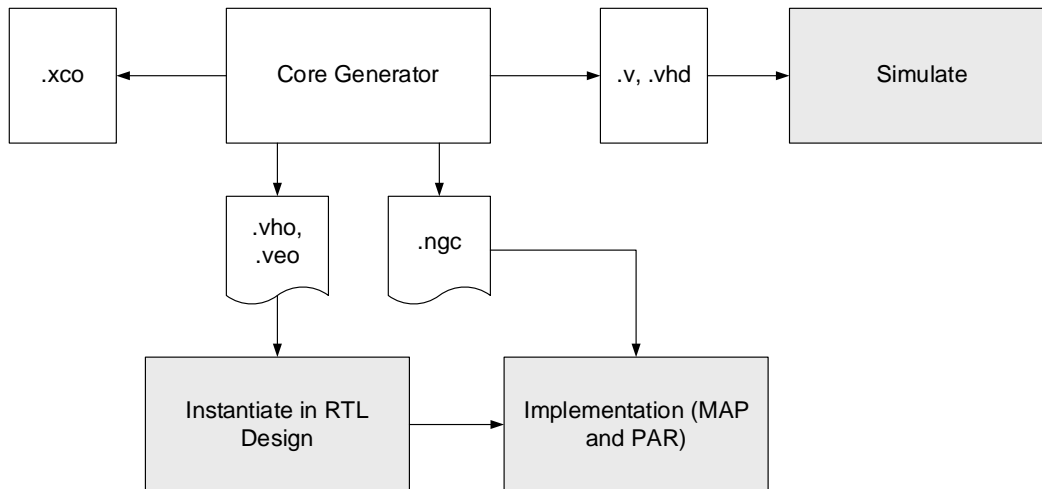 .xco
Core Generator
.v, .vhd
Simulate
.vho,
.veo
.ngc
Instantiate in RTL
Design
Implementation (MAP
and PAR)